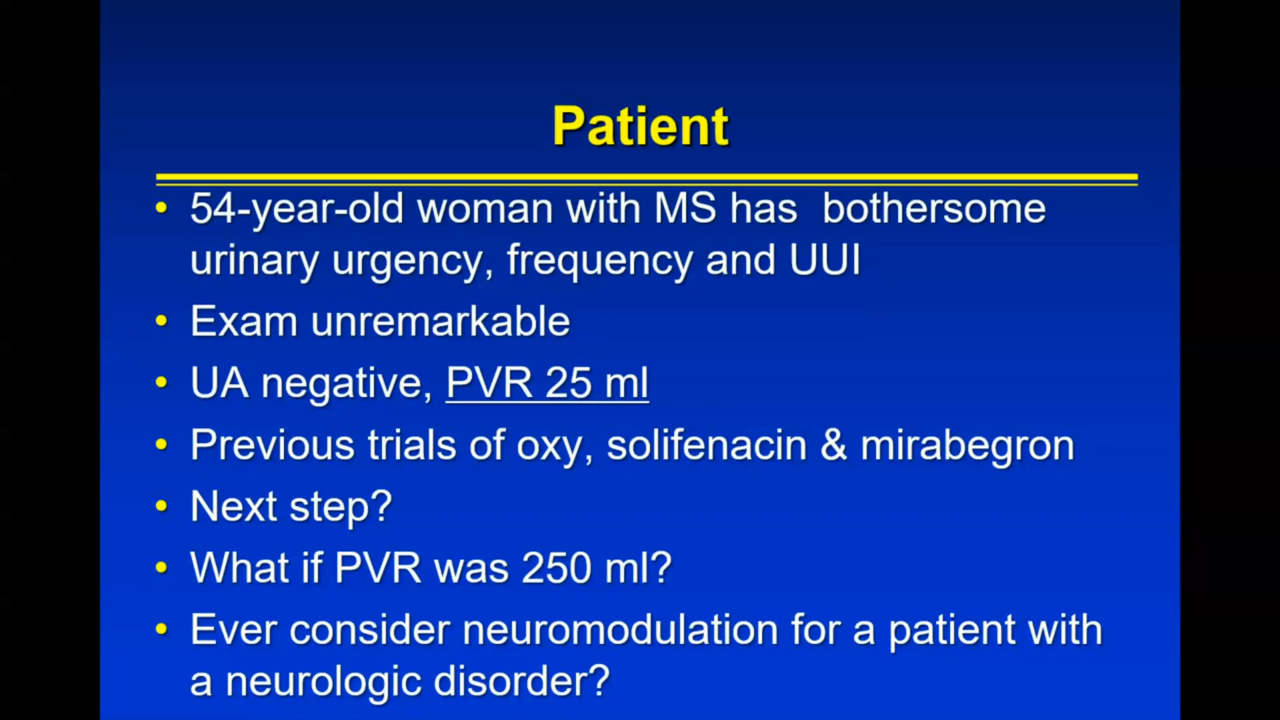 Patient
• 54-year-old woman with MS has bothersome
urinary urgency, frequency and UUI
• Exam unremarkable
• UA negative, PVR 25 ml
• Previous trials of oxy, solifenacin & mirabegron
• Next step?
• What if PVR was 250 ml?
• Ever consider neuromodulation for a patient with
a neurologic disorder?